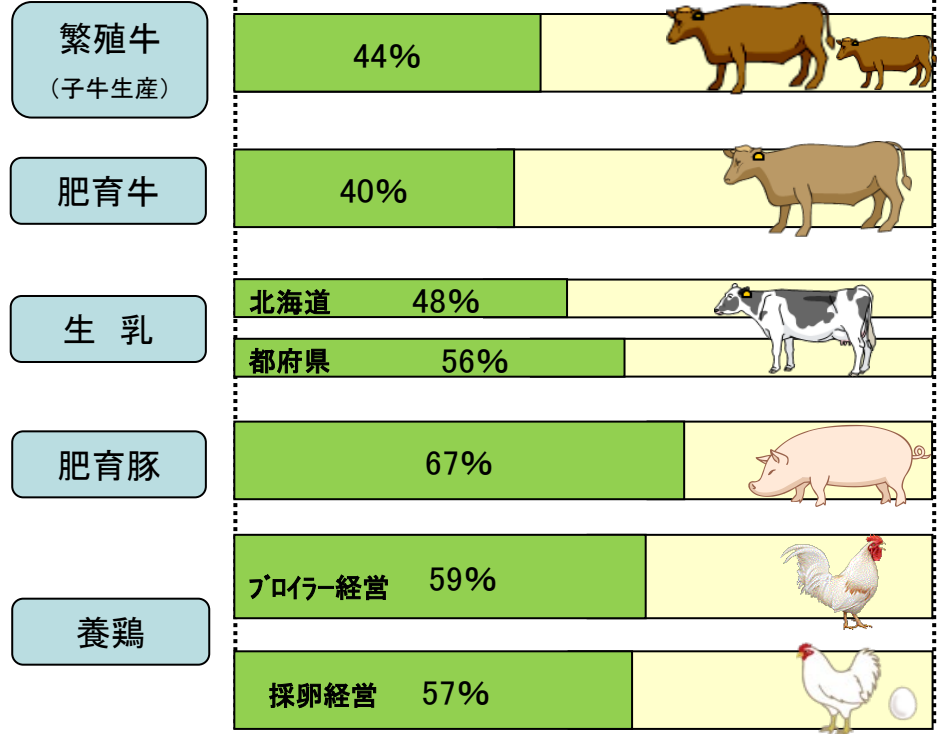 繁殖牛
（子牛生産）
44%
肥育牛
40%
生 乳
北海道 48%
都府県 56%
肥育豚
67%
養鶏
ﾌﾞﾛｲﾗｰ経営 59%
採卵経営 57%